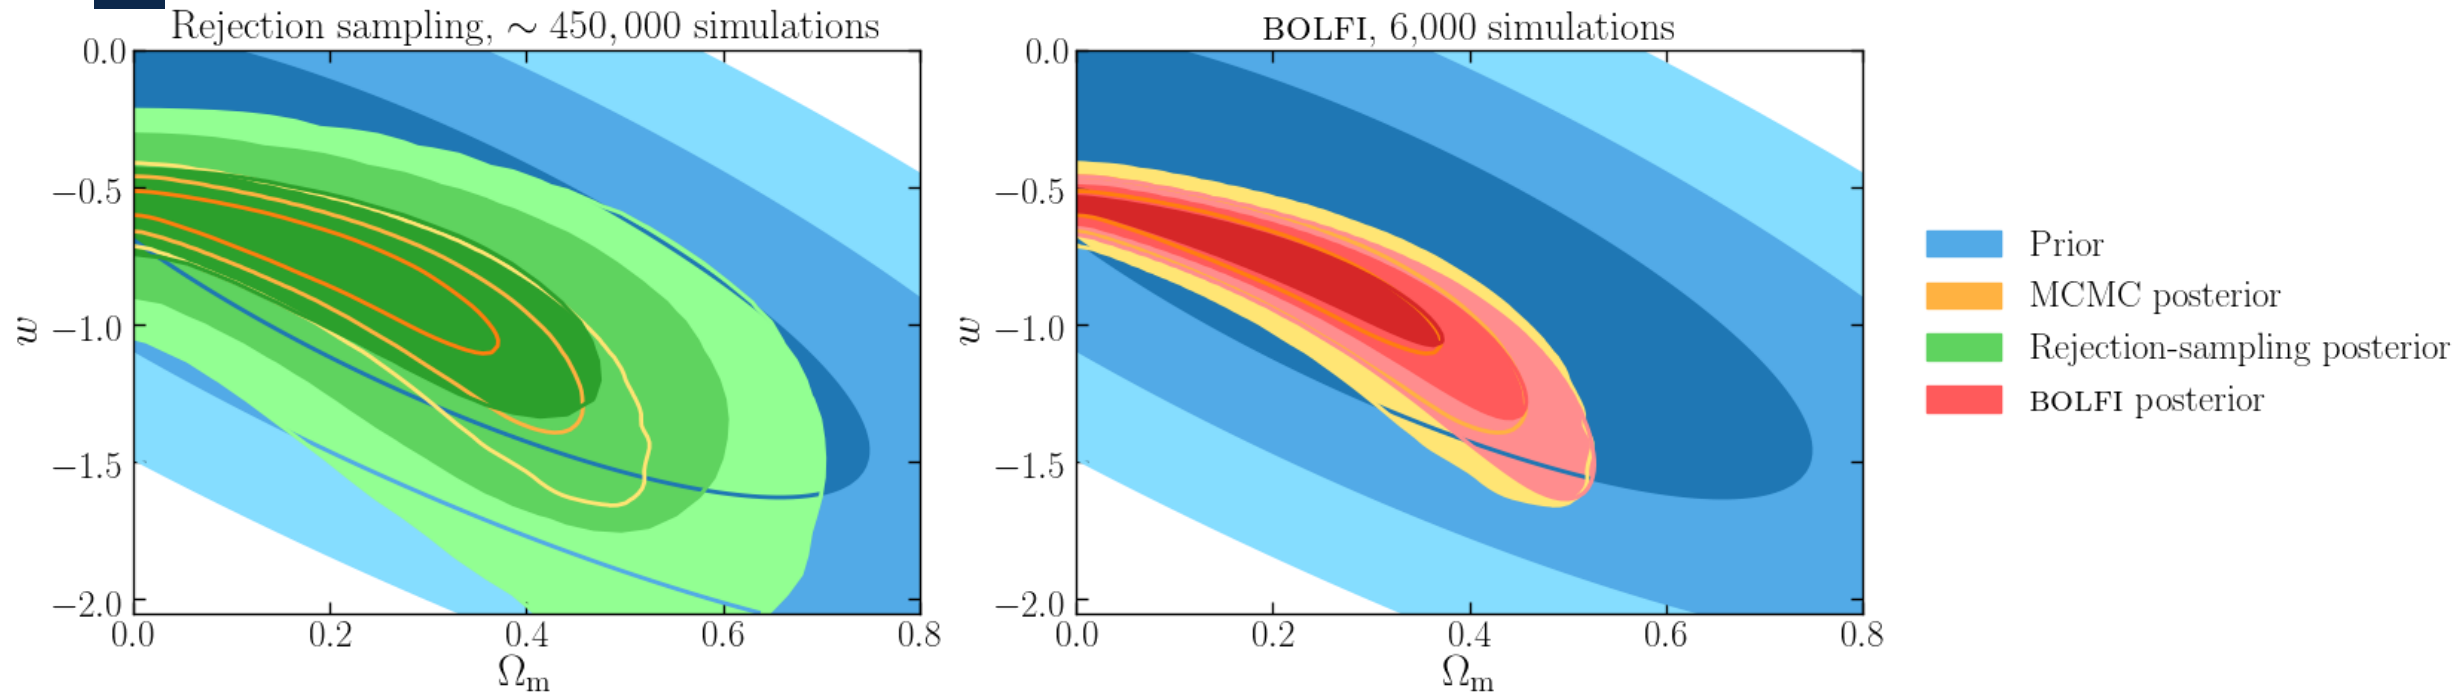 Rejection sampling, ~ 450,000 simulations
0.0
−0.5
−1.0
−1.5
−2.0
w
0.0 0.2 0.4 0.6 0.8
Ωm
BOLFI, 6,000 simulations
0.0
−0.5
−1.0
−1.5
−2.0
w
0.0 0.2 0.4 0.6 0.8
Ωm
Prior
MCMC posterior
Rejection-sampling posterior
BOLFI posterior